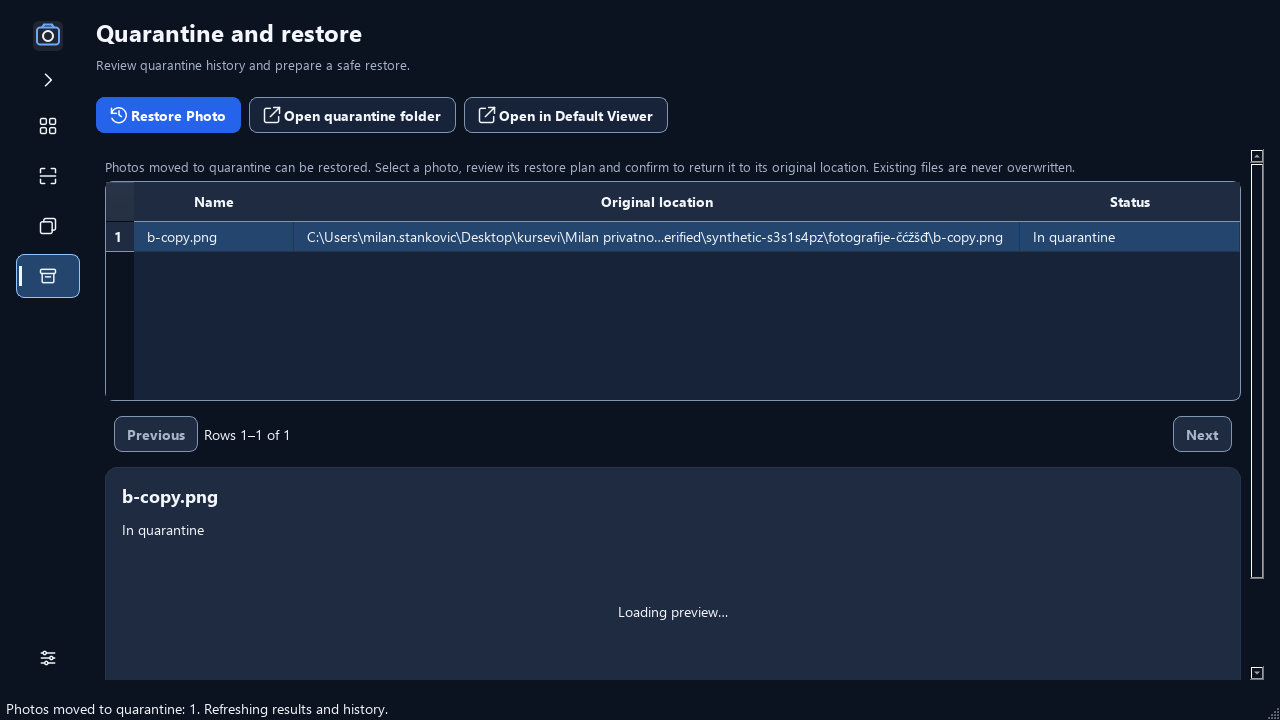 Quarantine and restore
Review quarantine history and prepare a safe restore.
Restore Photo
Open quarantine folder
Open in Default Viewer
Photos moved to quarantine can be restored. Select a photo, review its restore plan and confirm to return it to its original location. Existing files are never overwritten.
Name Original location Status
1 b-copy.png C:\Users\milan.stankovic\Desktop\kursevi\Milan privatno...erified\synthetic-s3s1s4pz\fotografije-čćžšđ\b-copy.png In quarantine
Previous Rows 1–1 of 1 Next
b-copy.png
In quarantine
Loading preview...
Photos moved to quarantine: 1. Refreshing results and history.